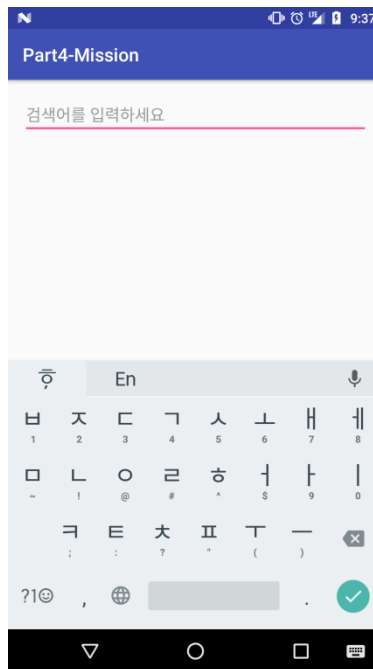 N LTE 9:37
Part4-Mission
검색어를 입력하세요
En
ㅂ ㅈ ㄷ ㄱ ㅅ ㅗ ㅐ ㅔ
1 2 3 4 5 6 7 8
ㅁ ㄴ ㅇ ㄹ ㅎ ㅓ ㅏ ㅣ
~ ! @ # ^ $ 9 0
ㅋ ㅌ ㅊ ㅍ ㅜ ㅡ
; : ? " ( )
?1☺ , .